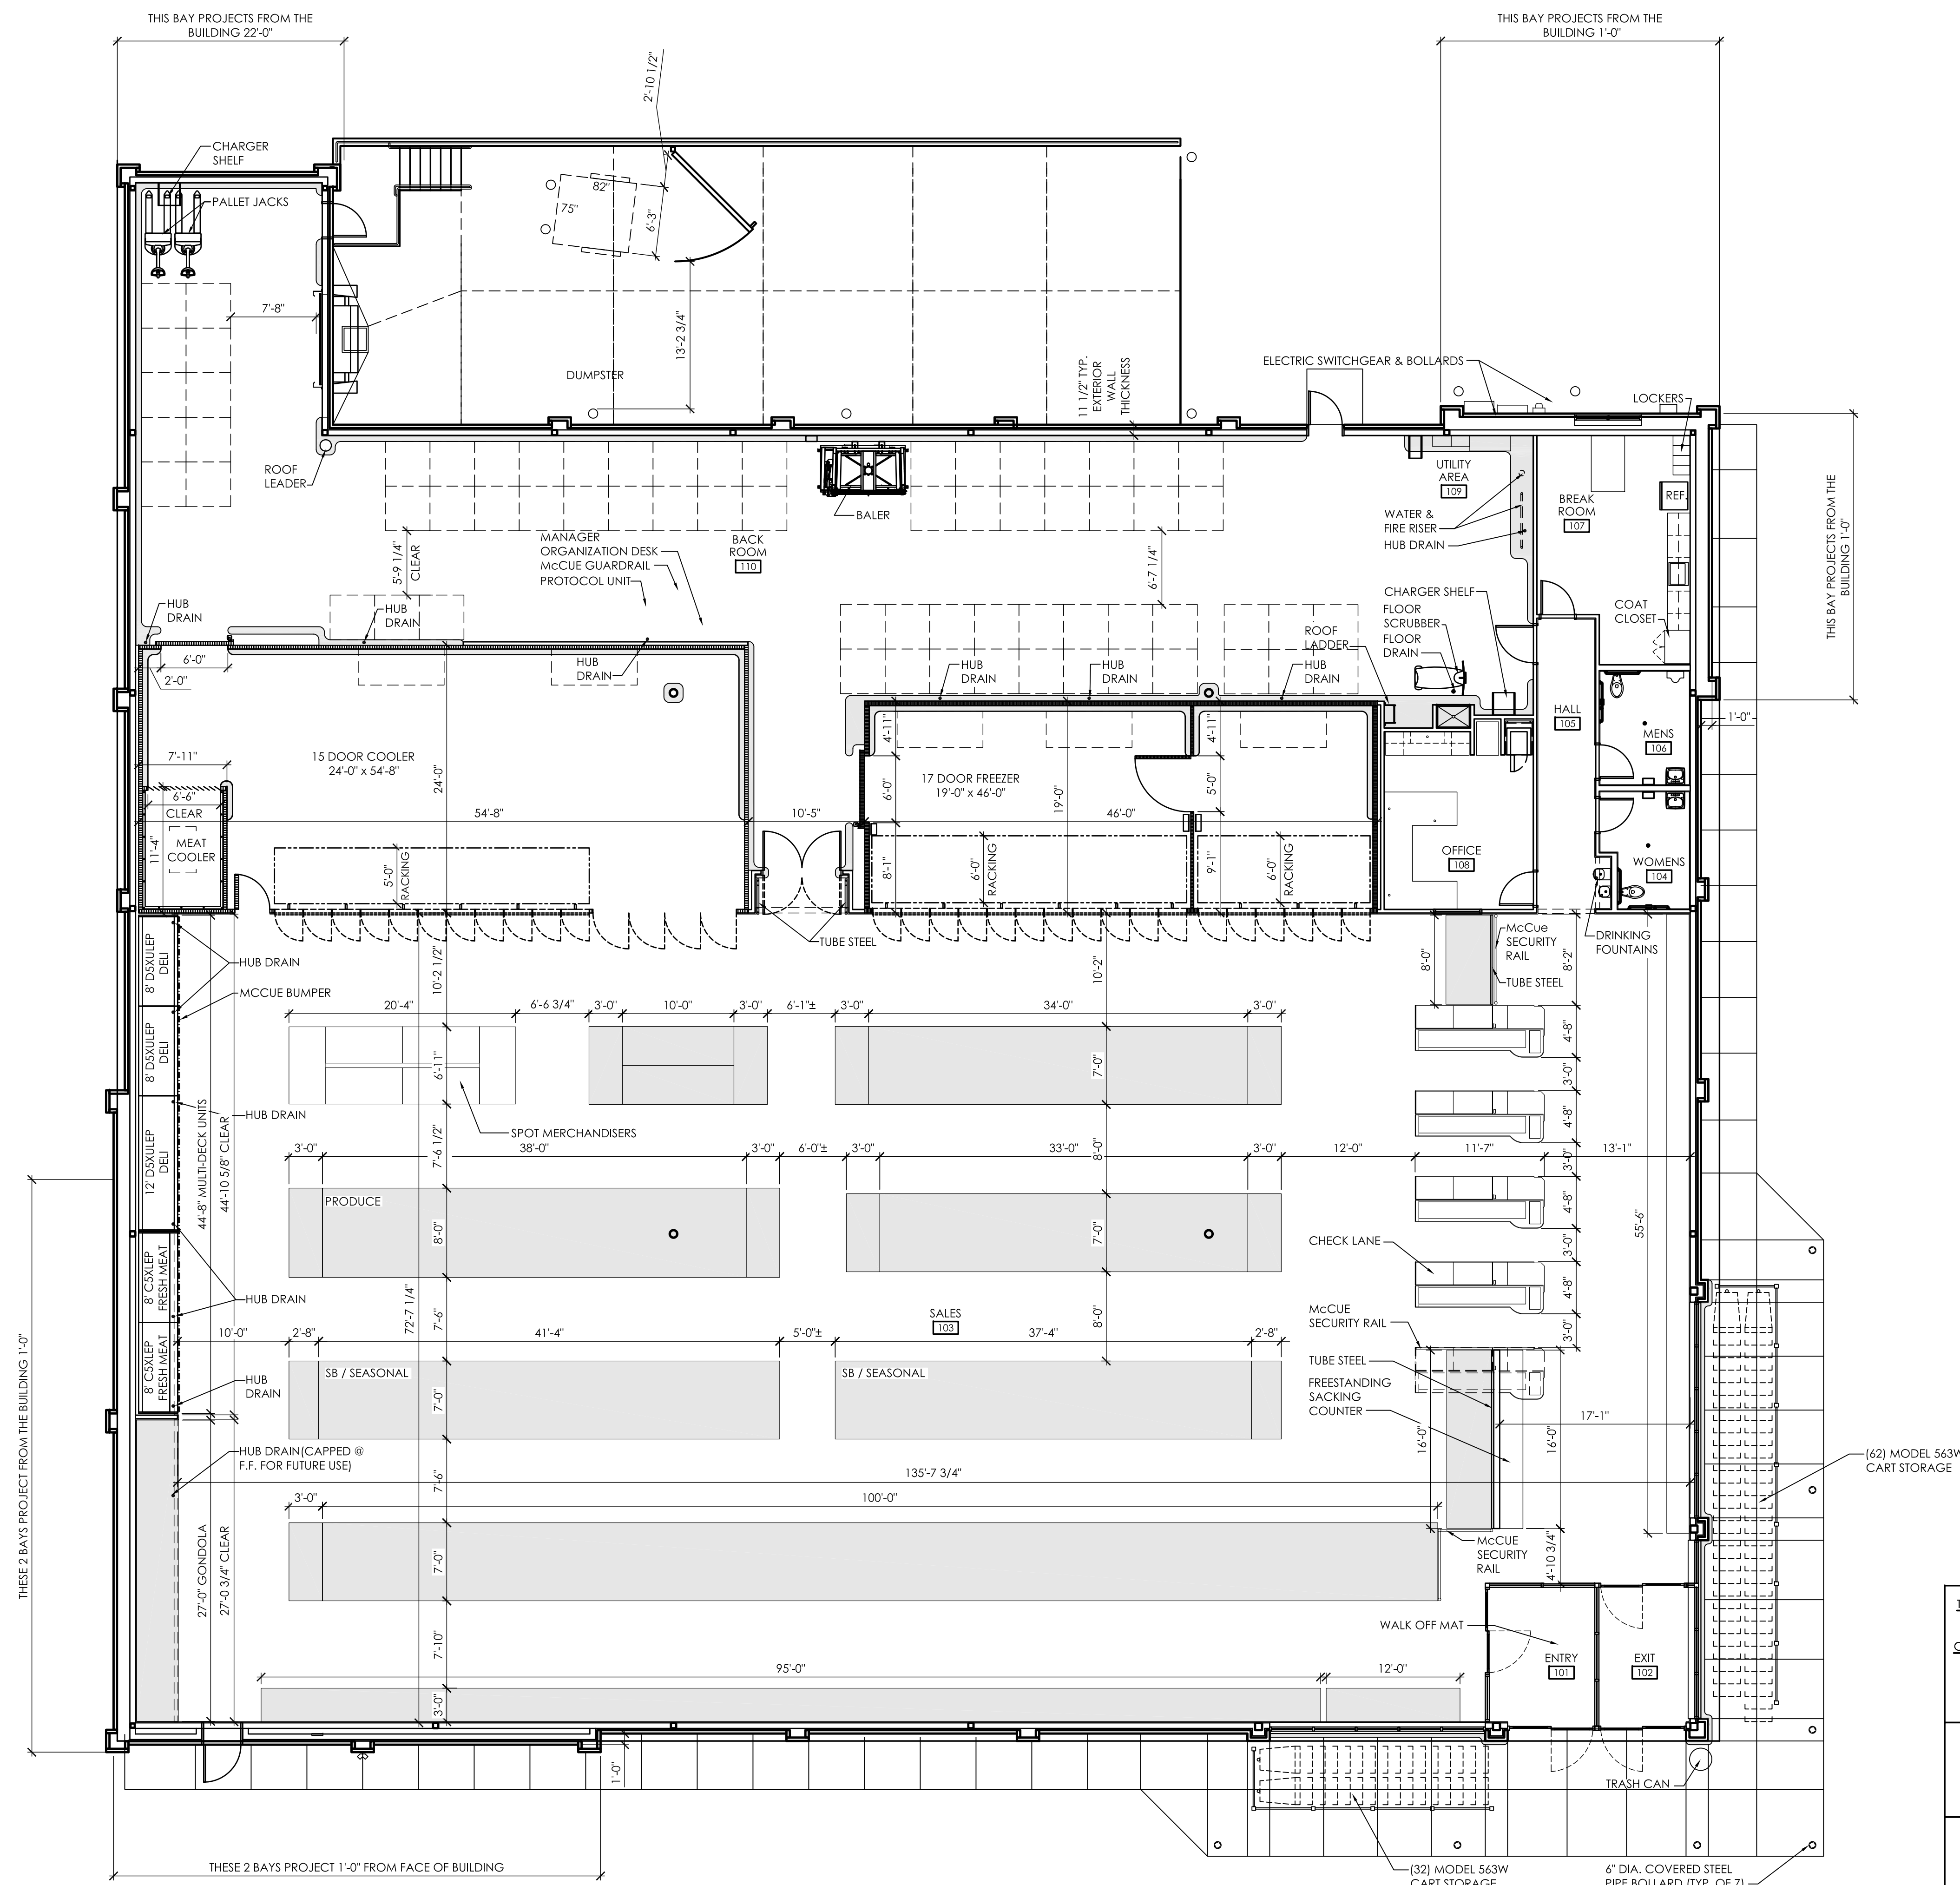 THIS BAY PROJECTS FROM THE
BUILDING 22'-0"
THIS BAY PROJECTS FROM THE
BUILDING 1'-0"
2'-10 1/2"
CHARGER
SHELF
PALLET JACKS
82"
75"
6'-3"
7'-8"
13'-2 3/4"
DUMPSTER
11 1/2" TYP.
EXTERIOR
WALL
THICKNESS
ELECTRIC SWITCHGEAR & BOLLARDS
LOCKERS
ROOF
LEADER
UTILITY
AREA
109
BREAK
ROOM
107
REF.
WATER &
FIRE RISER
HUB DRAIN
BALER
THIS BAY PROJECTS FROM THE
BUILDING 1'-0"
5'-9 1/4"
CLEAR
MANAGER
ORGANIZATION DESK
McCUE GUARDRAIL
PROTOCOL UNIT
BACK
ROOM
110
6'-7 1/4"
HUB
DRAIN
HUB
DRAIN
CHARGER SHELF
FLOOR
SCRUBBER
FLOOR
DRAIN
ROOF
LADDER
COAT
CLOSET
6'-0"
2'-0"
HUB
DRAIN
HUB
DRAIN
HUB
DRAIN
HUB
DRAIN
HALL
105
1'-0"
MENS
106
7'-11"
15 DOOR COOLER
24'-0" x 54'-8"
24'-0"
4'-11"
4'-11"
17 DOOR FREEZER
19'-0" x 46'-0"
6'-0"
19'-0"
5'-0"
6'-6"
CLEAR
54'-8"
10'-5"
46'-0"
11'-4"
MEAT
COOLER
5'-0"
RACKING
8'-1"
6'-0"
RACKING
9'-1"
6'-0"
RACKING
OFFICE
108
WOMENS
104
TUBE STEEL
McCue
SECURITY
RAIL
DRINKING
FOUNTAINS
8'-0"
8'-2"
TUBE STEEL
8' D5XULEP
DELI
HUB DRAIN
MCCUE BUMPER
10'-2 1/2"
10'-2"
20'-4"
6'-6 3/4"
3'-0"
10'-0"
3'-0"
6'-1"±
3'-0"
34'-0"
3'-0"
8' D5XULEP
DELI
6'-11"
7'-0"
4'-8"
3'-0"
4'-8"
HUB DRAIN
SPOT MERCHANDISERS
44'-8" MULTI-DECK UNITS
44'-10 5/8" CLEAR
12' D5XULEP
DELI
7'-6 1/2"
8'-0"
3'-0"
38'-0"
3'-0"
6'-0"±
3'-0"
33'-0"
3'-0"
12'-0"
11'-7"
13'-1"
3'-0"
PRODUCE
8'-0"
7'-0"
4'-8"
55'-6"
CHECK LANE
3'-0"
4'-8"
8' C5XLEP
FRESH MEAT
HUB DRAIN
72'-7 1/4"
7'-6"
SALES
103
8'-0"
McCUE
SECURITY RAIL
3'-0"
10'-0"
2'-8"
41'-4"
5'-0"±
37'-4"
2'-8"
8' C5XLEP
FRESH MEAT
HUB
DRAIN
SB / SEASONAL
SB / SEASONAL
7'-0"
TUBE STEEL
FREESTANDING
SACKING
COUNTER
17'-1"
16'-0"
16'-0"
THESE 2 BAYS PROJECT FROM THE BUILDING 1'-0"
HUB DRAIN(CAPPED @
F.F. FOR FUTURE USE)
7'-6"
135'-7 3/4"
(62) MODEL 563W
CART STORAGE
3'-0"
100'-0"
27'-0" GONDOLA
27'-0 3/4" CLEAR
7'-0"
McCUE
SECURITY
RAIL
4'-10 3/4"
WALK OFF MAT
7'-10"
ENTRY
101
EXIT
102
95'-0"
12'-0"
3'-0"
1'-0"
TRASH CAN
THESE 2 BAYS PROJECT 1'-0" FROM FACE OF BUILDING
(32) MODEL 563W
CART STORAGE
6" DIA. COVERED STEEL
PIPE BOLLARD (TYP. OF 7)